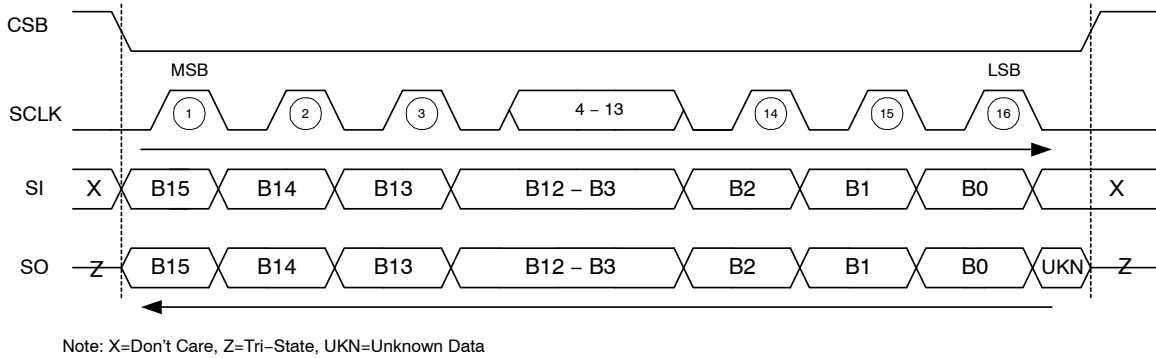 CSB
MSB LSB
SCLK 1 2 3 4 – 13 14 15 16
SI X B15 B14 B13 B12 – B3 B2 B1 B0 X
SO Z B15 B14 B13 B12 – B3 B2 B1 B0 UKN Z
Note: X=Don't Care, Z=Tri–State, UKN=Unknown Data